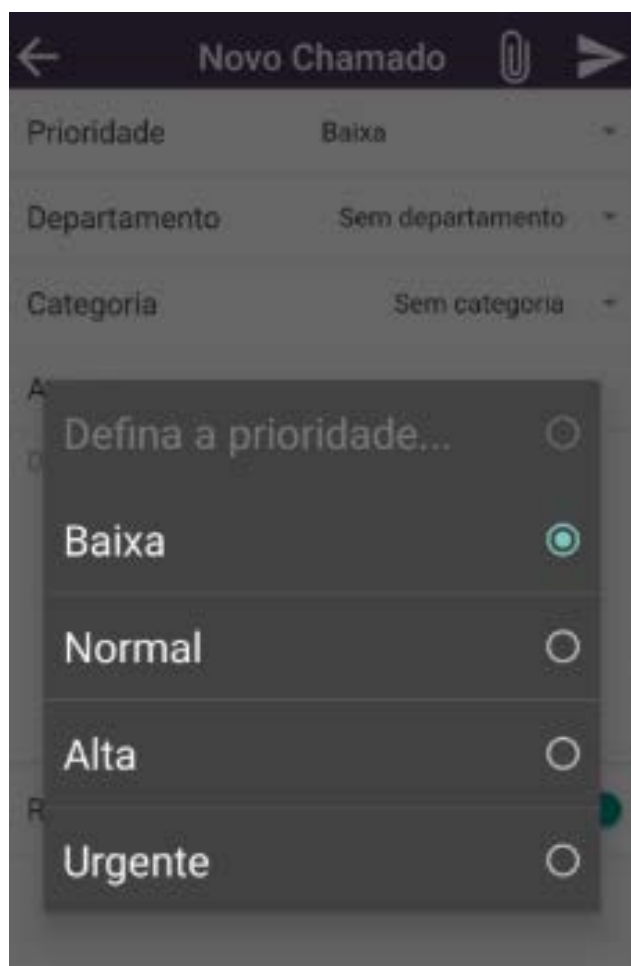 Novo Chamado
Prioridade Baixa
Departamento Sem departamento
Categoria Sem categoria
Defina a prioridade...
Baixa
Normal
Alta
Urgente